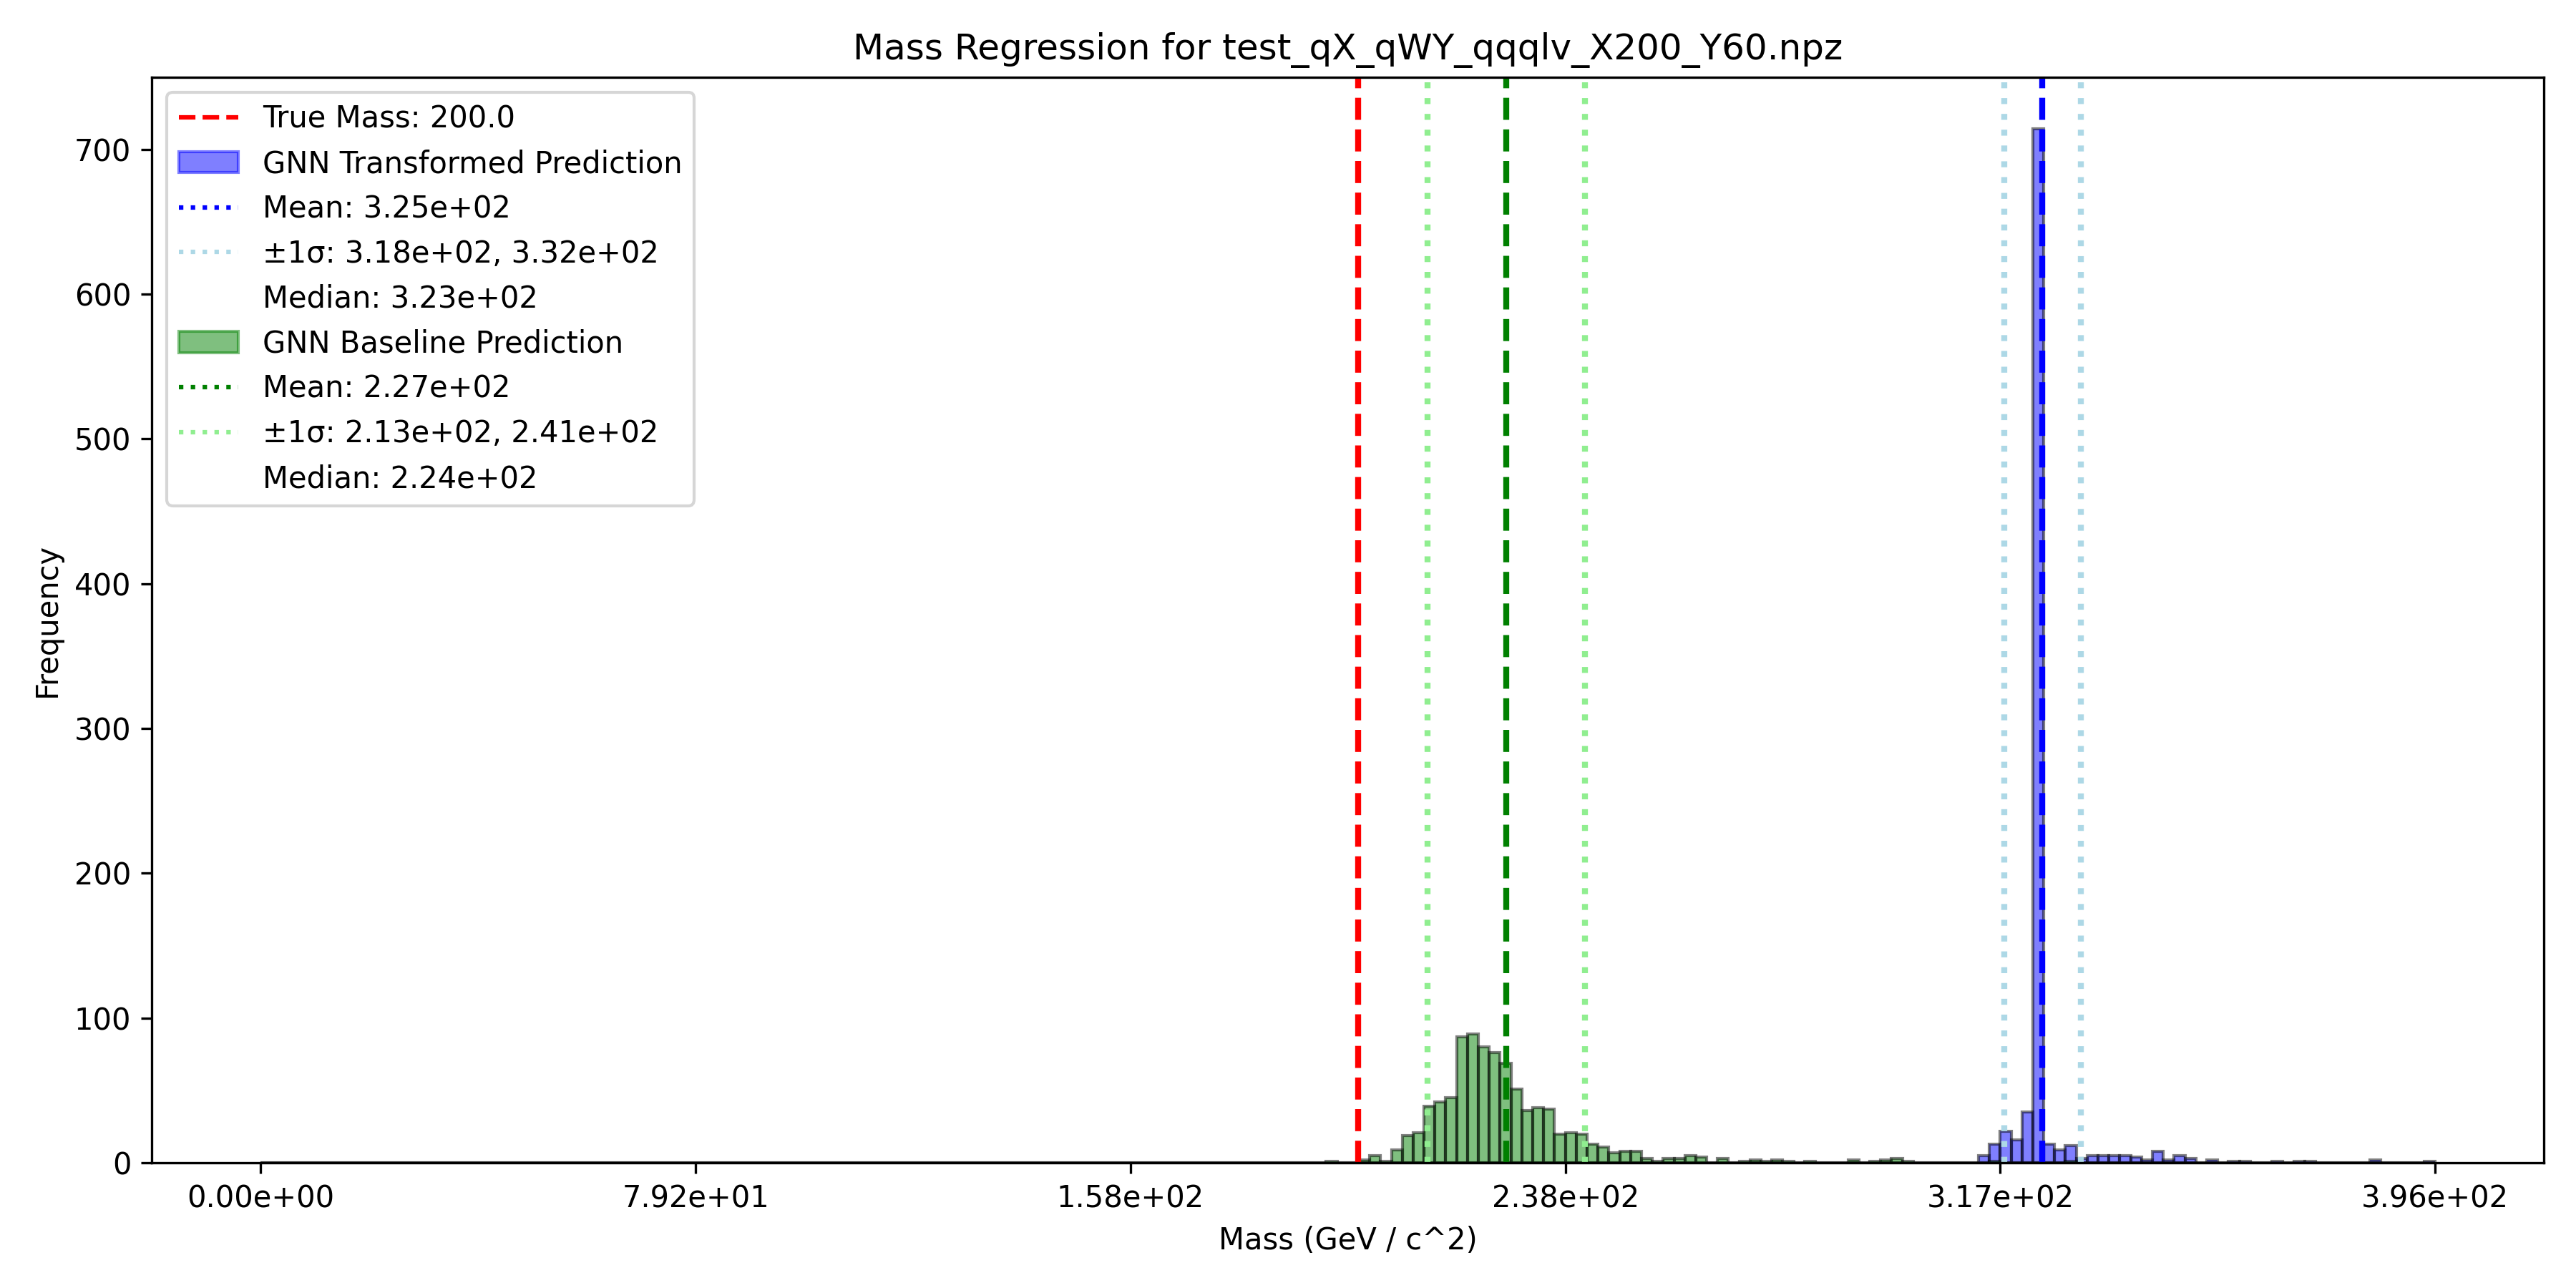 Mass Regression for test_qX_qWY_qqqlv_X200_Y60.npz
True Mass: 200.0
GNN Transformed Prediction
Mean: 3.25e+02
±1σ: 3.18e+02, 3.32e+02
Median: 3.23e+02
GNN Baseline Prediction
Mean: 2.27e+02
±1σ: 2.13e+02, 2.41e+02
Median: 2.24e+02
Frequency
700
600
500
400
300
200
100
0
0.00e+00 7.92e+01 1.58e+02 2.38e+02 3.17e+02 3.96e+02
Mass (GeV / c^2)